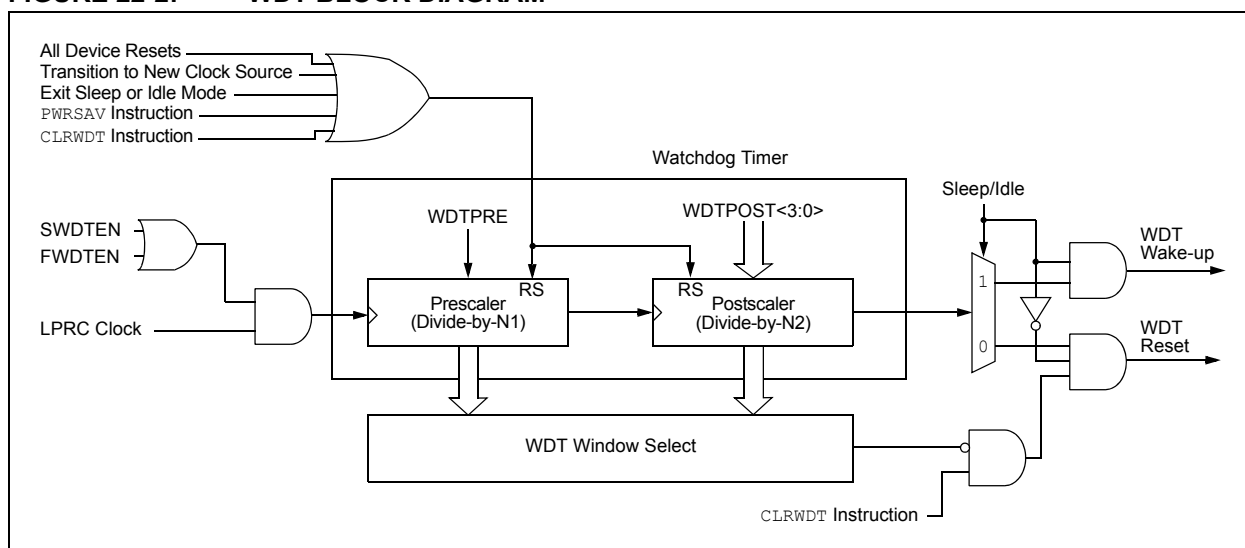 All Device Resets
Transition to New Clock Source
Exit Sleep or Idle Mode
PWRSAV Instruction
CLRWDT Instruction
Watchdog Timer
Sleep/Idle
SWDTEN
FWDTEN
WDTPRE
WDTPOST<3:0>
WDT
Wake-up
RS
RS
1
Prescaler
(Divide-by-N1)
Postscaler
(Divide-by-N2)
LPRC Clock
WDT
Reset
0
WDT Window Select
CLRWDT Instruction